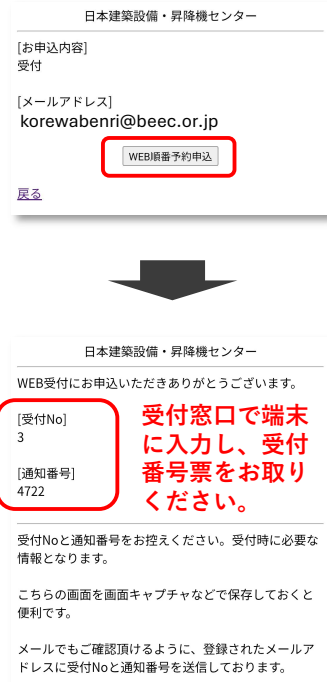 日本建築設備・昇降機センター
[お申込内容]
受付
[メールアドレス]
korewabenri@beec.or.jp
WEB順番予約申込
戻る
日本建築設備・昇降機センター
WEB受付にお申込いただきありがとうございます。
[受付No]
3
[通知番号]
4722
受付窓口で端末
に入力し、受付
番号票をお取り
ください。
受付Noと通知番号をお控えください。受付時に必要な
情報となります。
こちらの画面を画面キャプチャなどで保存しておくと
便利です。
メールでもご確認頂けるように、登録されたメールア
ドレスに受付Noと通知番号を送信しております。